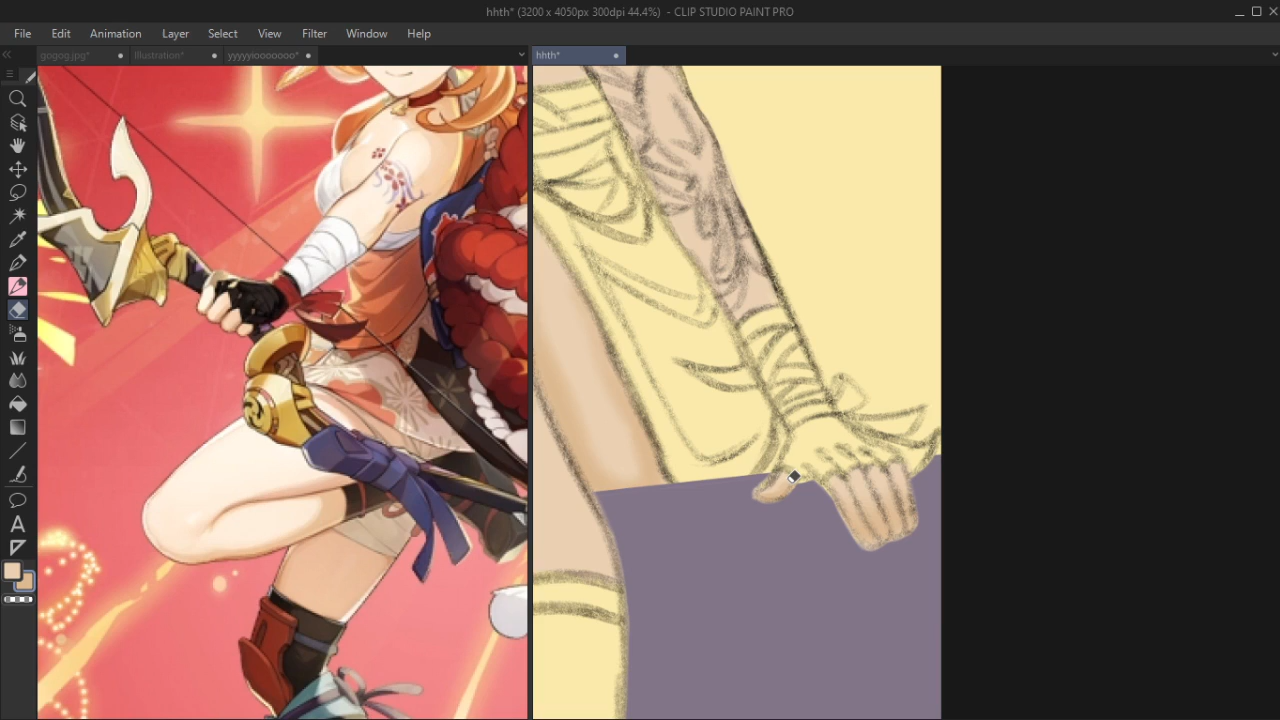 hhth* (3200 x 4050px 300dpi 44.4%) - CLIP STUDIO PAINT PRO
File Edit Animation Layer Select View Filter Window Help
gogog.jpg* Illustration* yyyyyiooooooo* hhth*
A